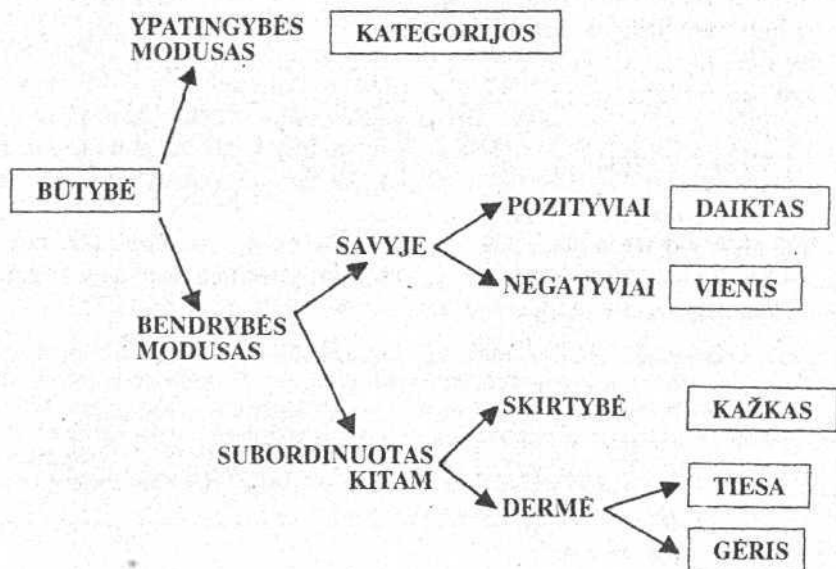 YPATINGYBĖS
MODUSAS
KATEGORIJOS
BŪTYBĖ
BENDRYBĖS
MODUSAS
SAVYJE
POZITYVIAI
DAIKTAS
NEGATYVIAI
VIENIS
SUBORDINUOTAS
KITAM
SKIRTYBĖ
KAŽKAS
DERMĖ
TIESA
GĖRIS